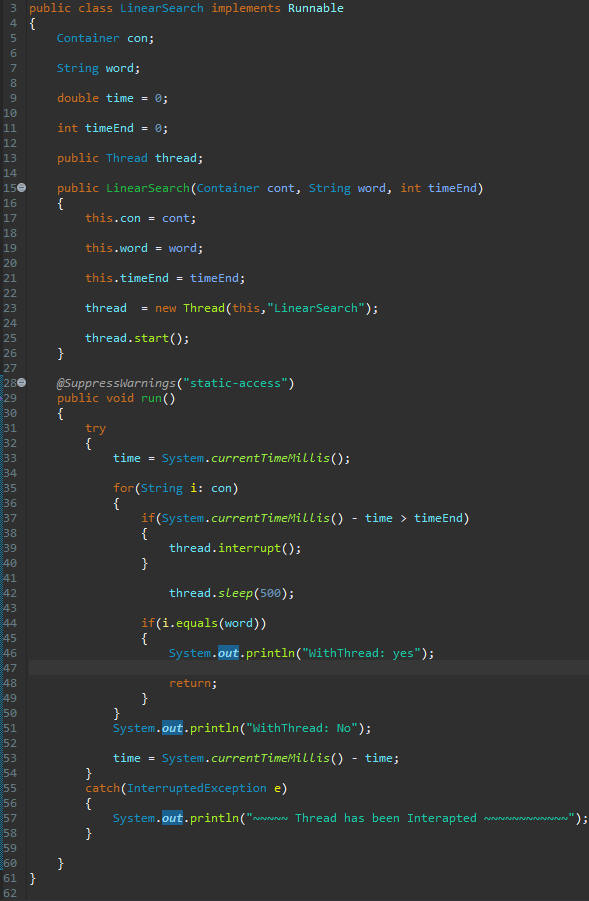 3 public class LinearSearch implements Runnable
4 {
5     Container con;
6
7     String word;
8
9     double time = 0;
10
11     int timeEnd = 0;
12
13     public Thread thread;
14
15     public LinearSearch(Container cont, String word, int timeEnd)
16     {
17         this.con = cont;
18
19         this.word = word;
20
21         this.timeEnd = timeEnd;
22
23         thread  = new Thread(this,"LinearSearch");
24
25         thread.start();
26     }
27
28     @SuppressWarnings("static-access")
29     public void run()
30     {
31         try
32         {
33             time = System.currentTimeMillis();
34
35             for(String i: con)
36             {
37                 if(System.currentTimeMillis() - time > timeEnd)
38                 {
39                     thread.interrupt();
40                 }
41
42                     thread.sleep(500);
43
44                 if(i.equals(word))
45                 {
46                     System.out.println("WithThread: yes");
47
48                     return;
49                 }
50             }
51             System.out.println("WithThread: No");
52
53             time = System.currentTimeMillis() - time;
54         }
55         catch(InterruptedException e)
56         {
57             System.out.println("~~~~~ Thread has been Interapted ~~~~~~~~~~~~");
58         }
59
60     }
61 }
62